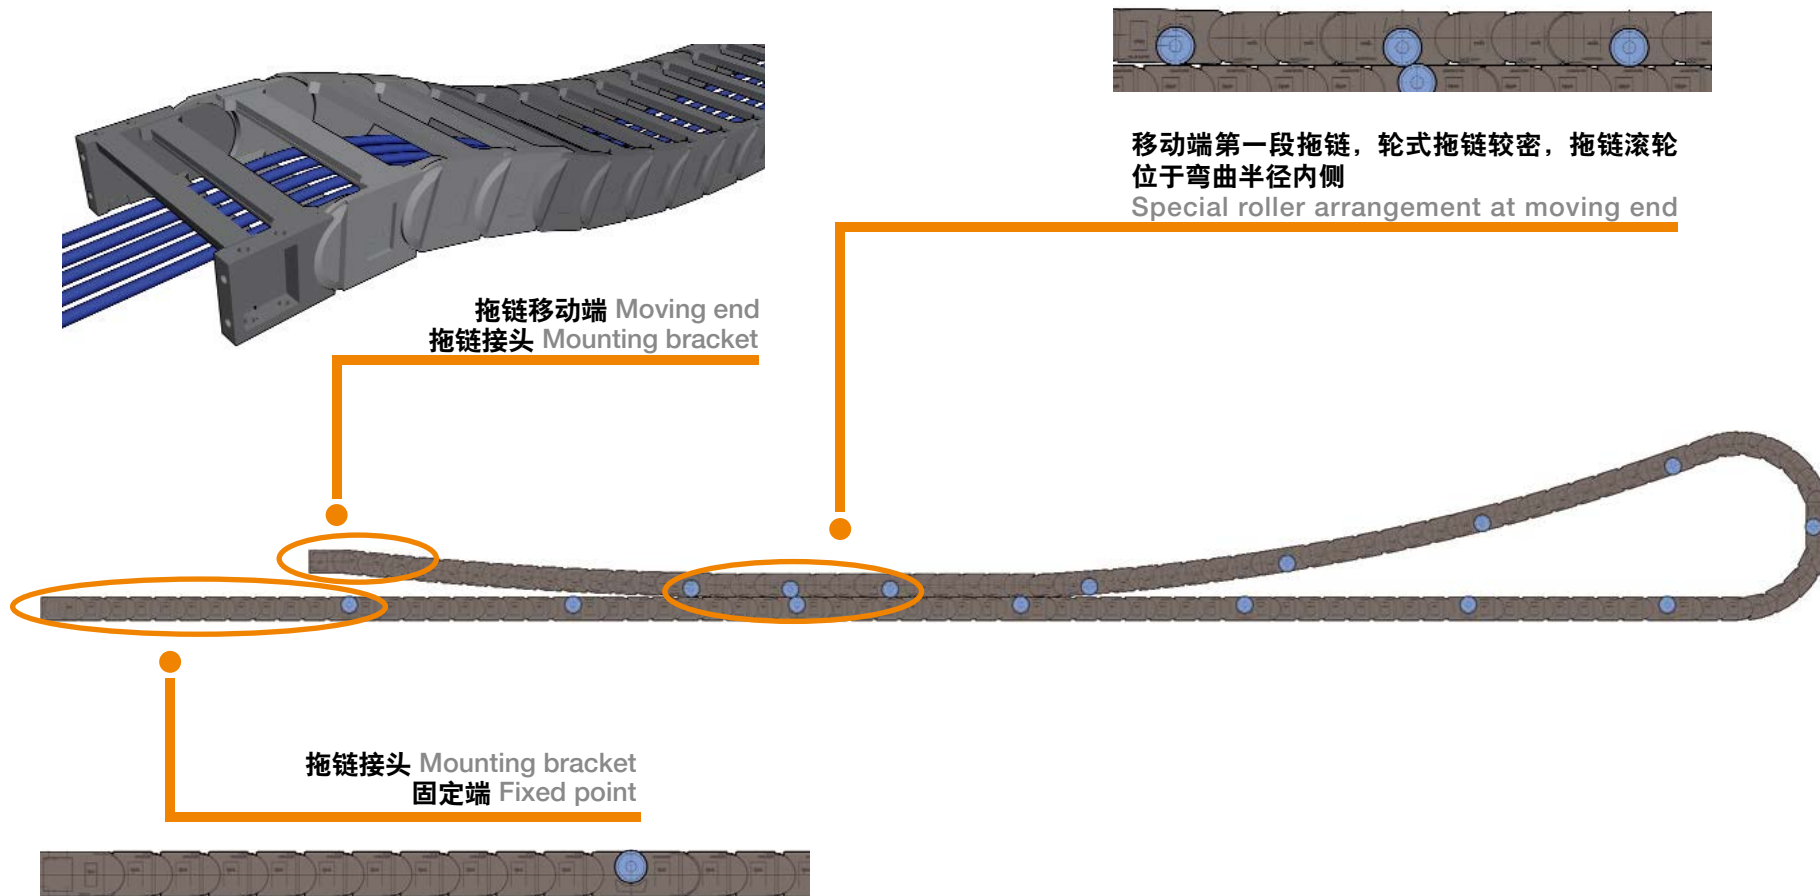 移动端第一段拖链，轮式拖链较密，拖链滚轮
位于弯曲半径内侧
Special roller arrangement at moving end
拖链移动端 Moving end
拖链接头 Mounting bracket
拖链接头 Mounting bracket
固定端 Fixed point